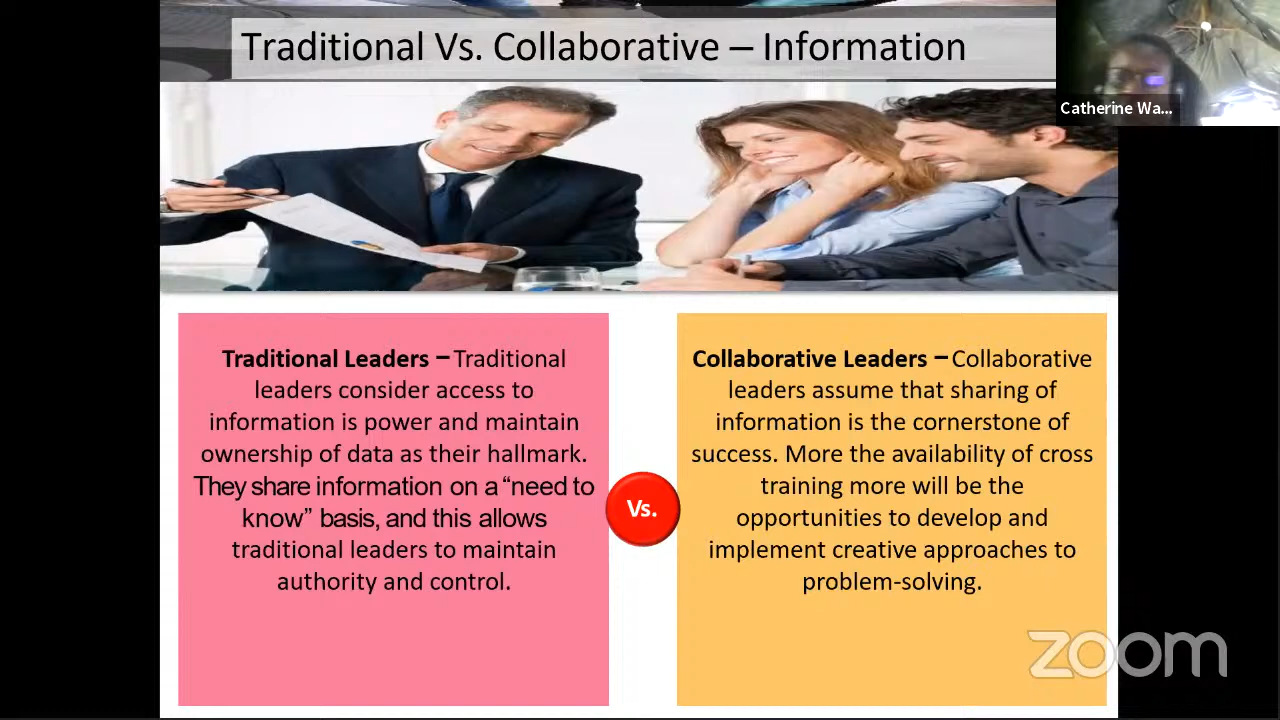 Traditional Vs. Collaborative – Information
Catherine Wa...
Traditional Leaders – Traditional
leaders consider access to
information is power and maintain
ownership of data as their hallmark.
They share information on a “need to
know” basis, and this allows
traditional leaders to maintain
authority and control.
Vs.
Collaborative Leaders – Collaborative
leaders assume that sharing of
information is the cornerstone of
success. More the availability of cross
training more will be the
opportunities to develop and
implement creative approaches to
problem-solving.
zoom